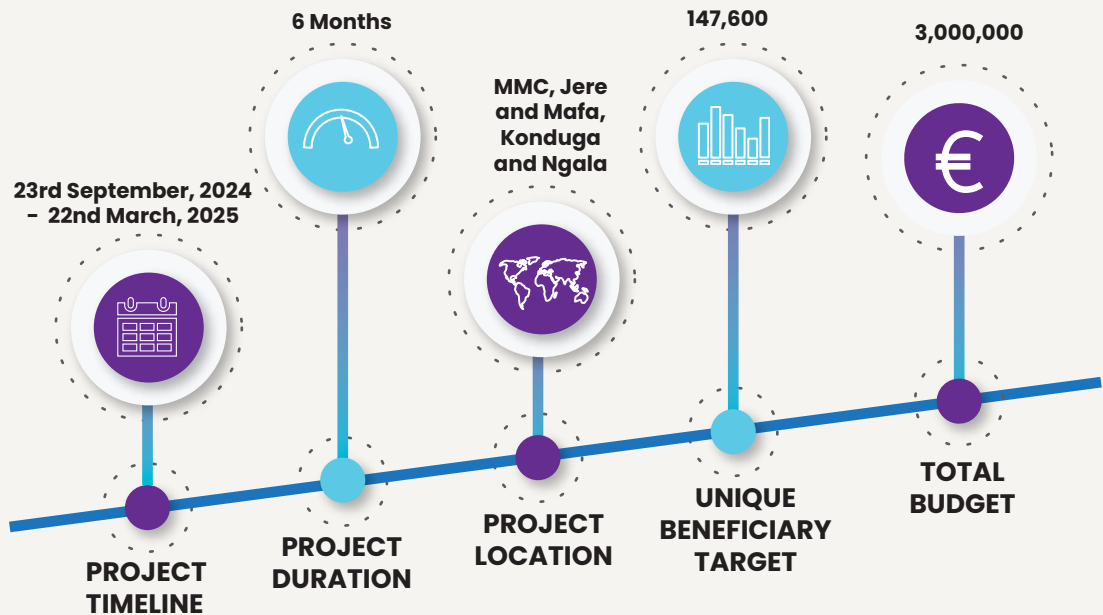 23rd September, 2024
- 22nd March, 2025
PROJECT
TIMELINE
6 Months
PROJECT
DURATION
MMC, Jere
and Mafa,
Konduga
and Ngala
PROJECT
LOCATION
147,600
UNIQUE
BENEFICIARY
TARGET
3,000,000
€
TOTAL
BUDGET